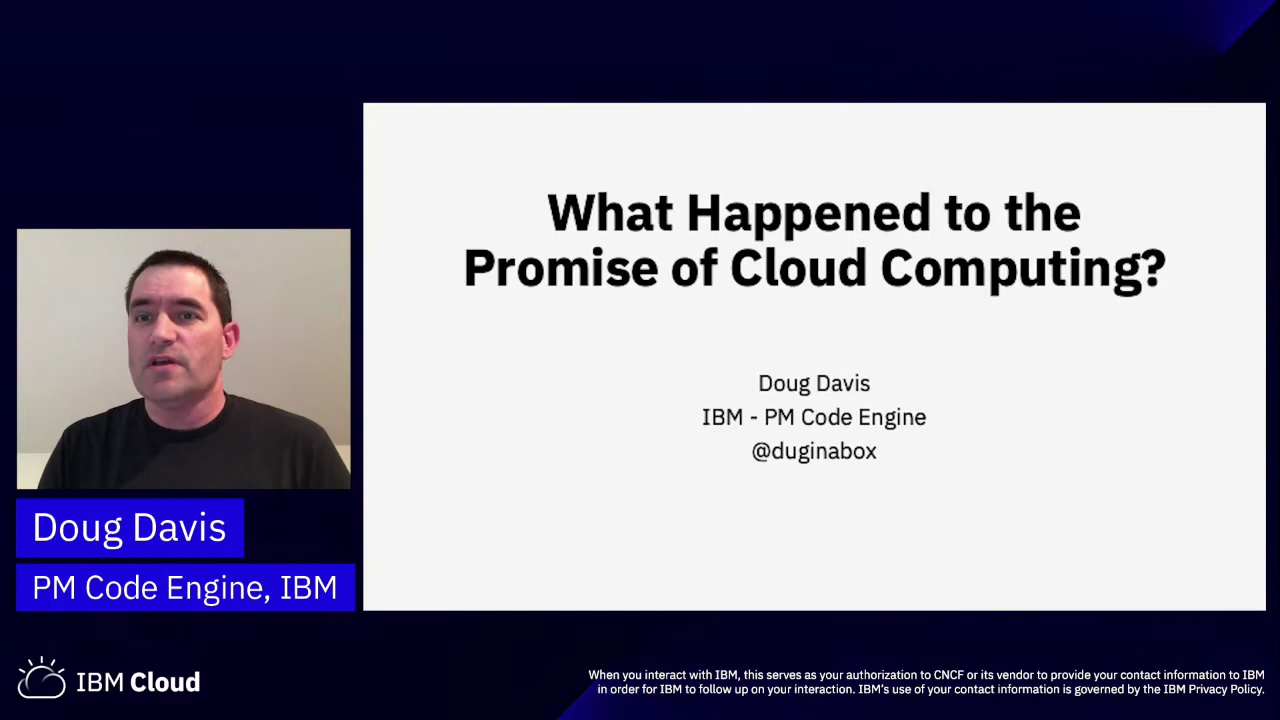 What Happened to the
Promise of Cloud Computing?
Doug Davis
IBM - PM Code Engine
@duginabox
Doug Davis
PM Code Engine, IBM
IBM Cloud
When you interact with IBM, this serves as your authorization to CNCF or its vendor to provide your contact information to IBM
in order for IBM to follow up on your interaction. IBM's use of your contact information is governed by the IBM Privacy Policy.